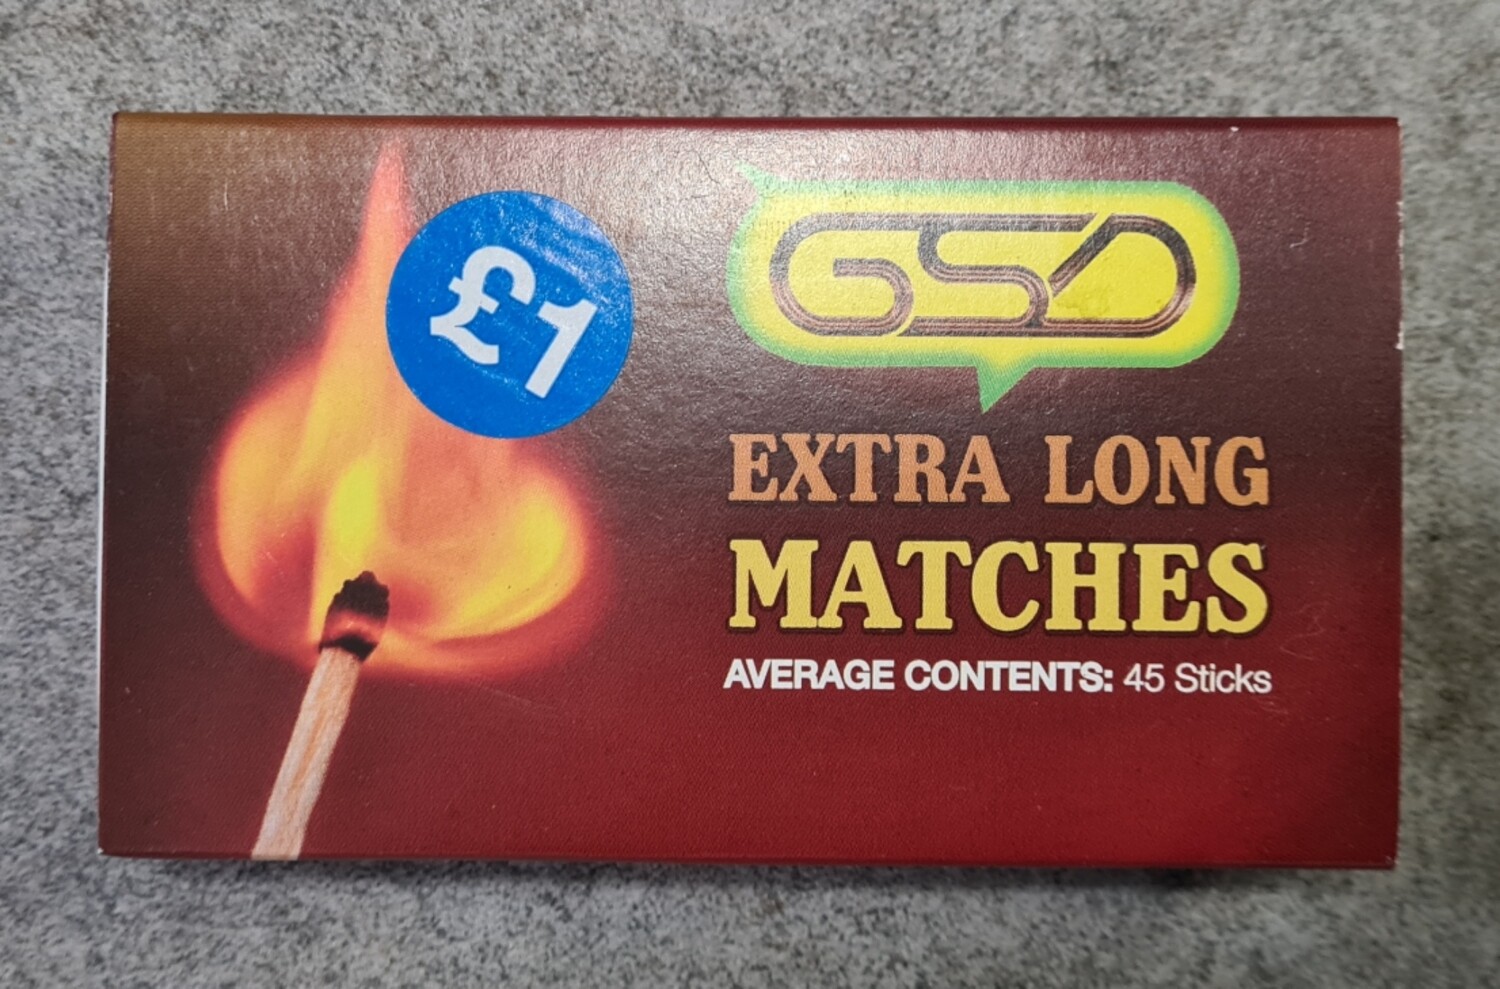 £1
GSD
EXTRA LONG
MATCHES
AVERAGE CONTENTS: 45 Sticks